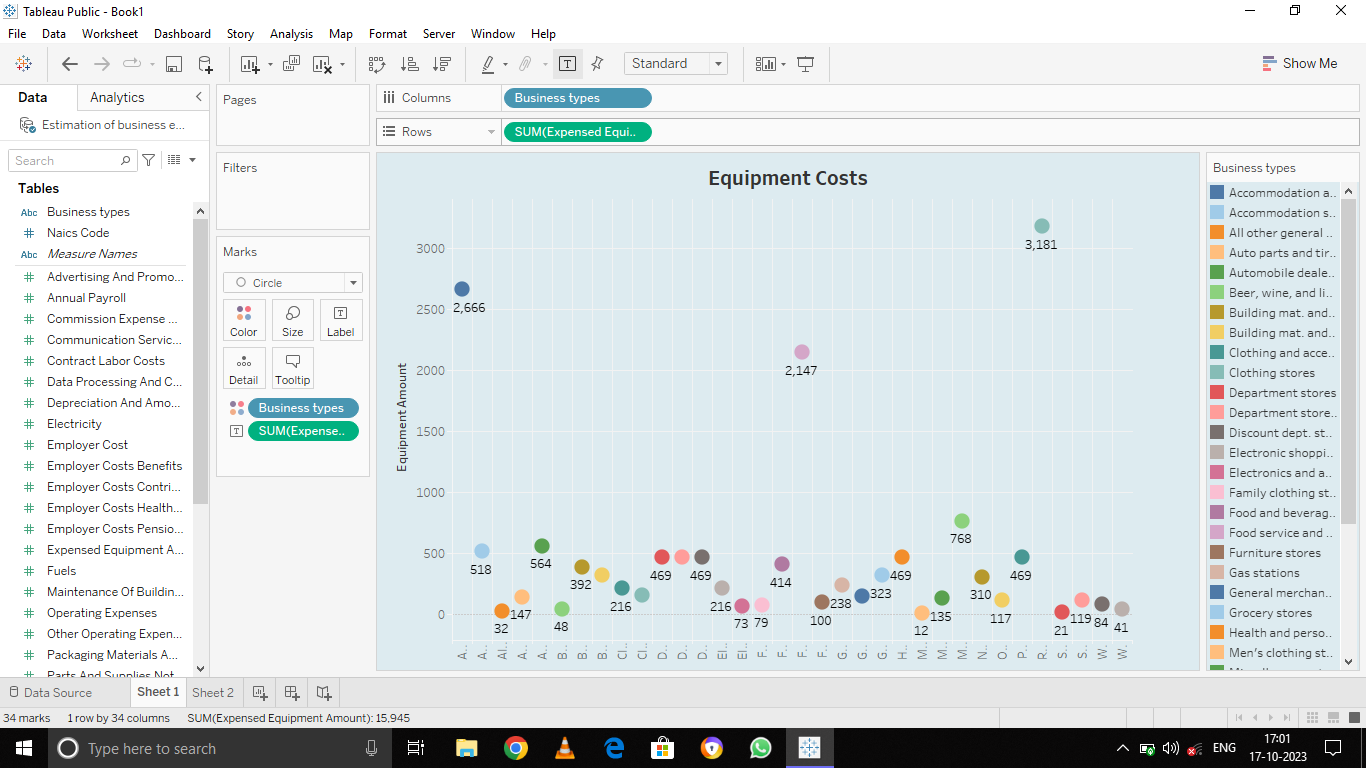 Tableau Public - Book1
File Data Worksheet Dashboard Story Analysis Map Format Server Window Help
Standard
Show Me
Data Analytics
Estimation of business e...
Search
Tables
Abc Business types
# Naics Code
Abc Measure Names
# Advertising And Promo...
# Annual Payroll
# Commission Expense ...
# Communication Servic...
# Contract Labor Costs
# Data Processing And C...
# Depreciation And Amo...
# Electricity
# Employer Cost
# Employer Costs Benefits
# Employer Costs Contri...
# Employer Costs Health...
# Employer Costs Pensio...
# Expensed Equipment A...
# Fuels
# Maintenance Of Buildin...
# Operating Expenses
# Other Operating Expen...
# Packaging Materials A...
# Parts And Supplies Not
Pages
Filters
Marks
Circle
Color Size Label
Detail Tooltip
Business types
SUM(Expense..
Columns Business types
Rows SUM(Expensed Equi..
Equipment Costs
Equipment Amount
3000
2500
2000
1500
1000
500
0
2,666
518
32
147
564
48
392
216
469
469
216
73
79
414
2,147
100
238
323
469
12
135
768
310
117
469
3,181
21
119
84
41
A.. A.. Al.. A.. A.. B.. B.. B.. Cl.. Cl.. D.. D.. D.. El.. El.. F.. F.. F.. F.. G.. G.. G.. H.. M.. M.. M.. N.. O.. P.. R.. S.. S.. W.. W..
Business types
Accommodation a..
Accommodation s..
All other general ..
Auto parts and tir..
Automobile deale..
Beer, wine, and li..
Building mat. and..
Building mat. and..
Clothing and acce..
Clothing stores
Department stores
Department store..
Discount dept. st..
Electronic shoppi..
Electronics and a..
Family clothing st..
Food and beverag..
Food service and ..
Furniture stores
Gas stations
General merchan..
Grocery stores
Health and perso..
Men's clothing st..
Data Source Sheet 1 Sheet 2
34 marks 1 row by 34 columns SUM(Expensed Equipment Amount): 15,945
Type here to search
ENG
17:01
17-10-2023